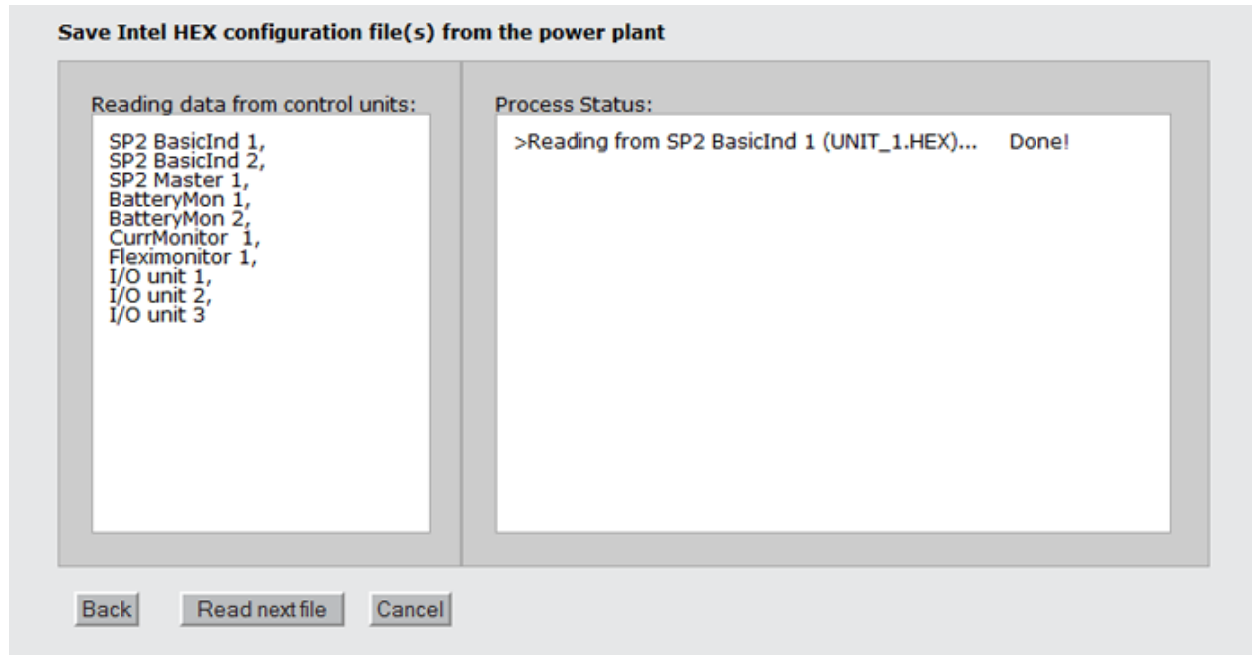 Save Intel HEX configuration file(s) from the power plant
Reading data from control units:
SP2 BasicInd 1,
SP2 BasicInd 2,
SP2 Master 1,
BatteryMon 1,
BatteryMon 2,
CurrMonitor  1,
Fleximonitor 1,
I/O unit 1,
I/O unit 2,
I/O unit 3
Process Status:
>Reading from SP2 BasicInd 1 (UNIT_1.HEX)... Done!
Back Read next file Cancel